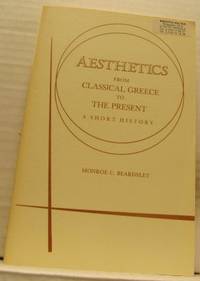 AESTHETICS
FROM
CLASSICAL GREECE
TO
THE PRESENT
A SHORT HISTORY
MONROE C. BEARDSLEY